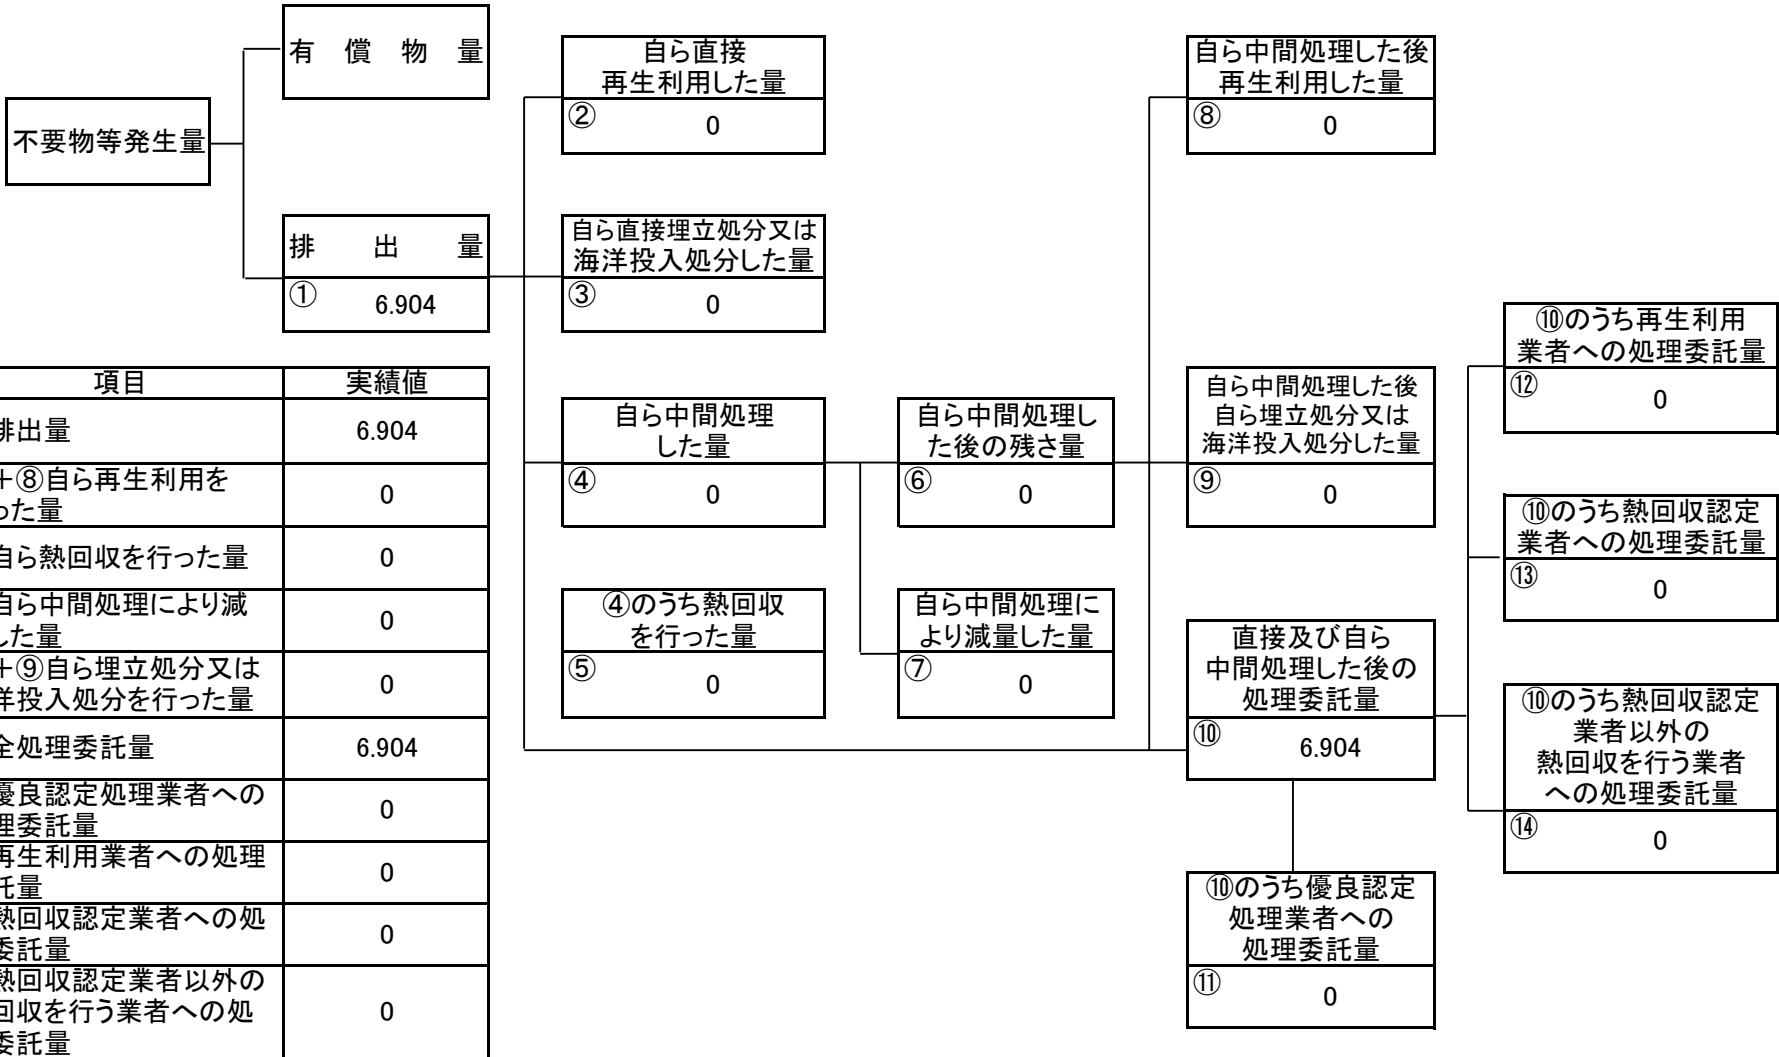 有 償 物 量
不要物等発生量
排 出 量
① 6.904
自ら直接
再生利用した量
② 0
自ら直接埋立処分又は
海洋投入処分した量
③ 0
自ら中間処理
した量
④ 0
④のうち熱回収
を行った量
⑤ 0
自ら中間処理し
た後の残さ量
⑥ 0
自ら中間処理に
より減量した量
⑦ 0
自ら中間処理した後
再生利用した量
⑧ 0
自ら中間処理した後
自ら埋立処分又は
海洋投入処分した量
⑨ 0
直接及び自ら
中間処理した後の
処理委託量
⑩ 6.904
⑩のうち優良認定
処理業者への
処理委託量
⑪ 0
⑩のうち再生利用
業者への処理委託量
⑫ 0
⑩のうち熱回収認定
業者への処理委託量
⑬ 0
⑩のうち熱回収認定
業者以外の
熱回収を行う業者
への処理委託量
⑭ 0
項目 実績値
排出量 6.904
+⑧自ら再生利用を
った量 0
自ら熱回収を行った量 0
自ら中間処理により減
した量 0
+⑨自ら埋立処分又は
洋投入処分を行った量 0
全処理委託量 6.904
優良認定処理業者への
理委託量 0
再生利用業者への処理
託量 0
熱回収認定業者への処
委託量 0
熱回収認定業者以外の
回収を行う業者への処
委託量 0